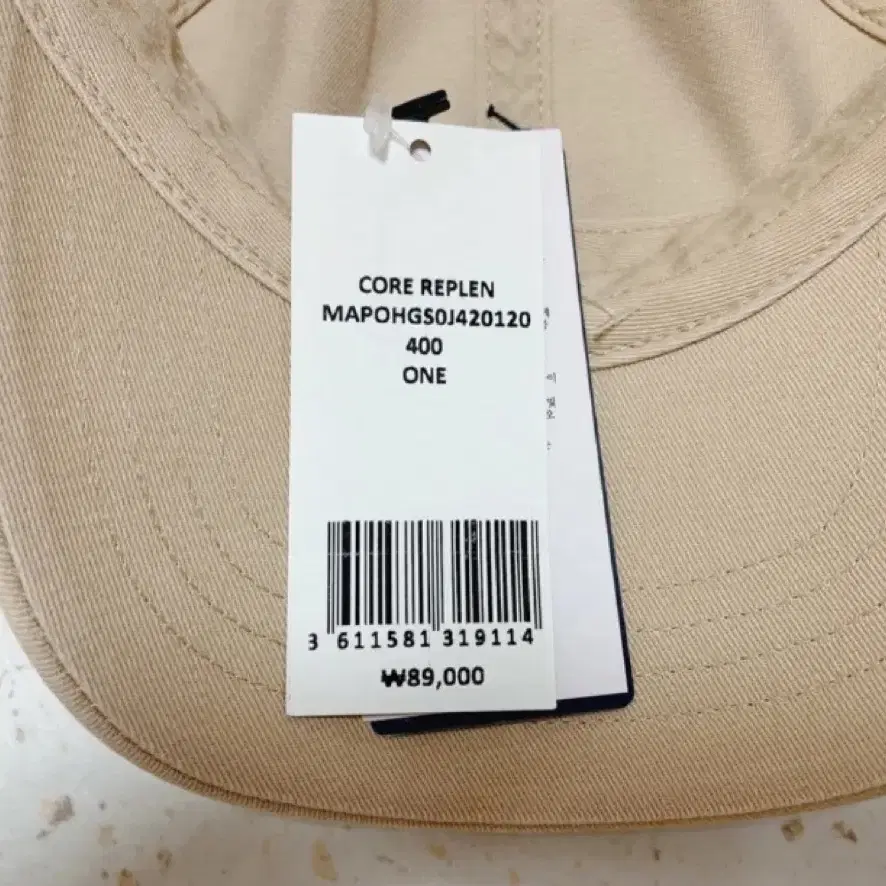 CORE REPLEN
MAPOHGS0J420120
400
ONE
3 611581 319114
₩89,000